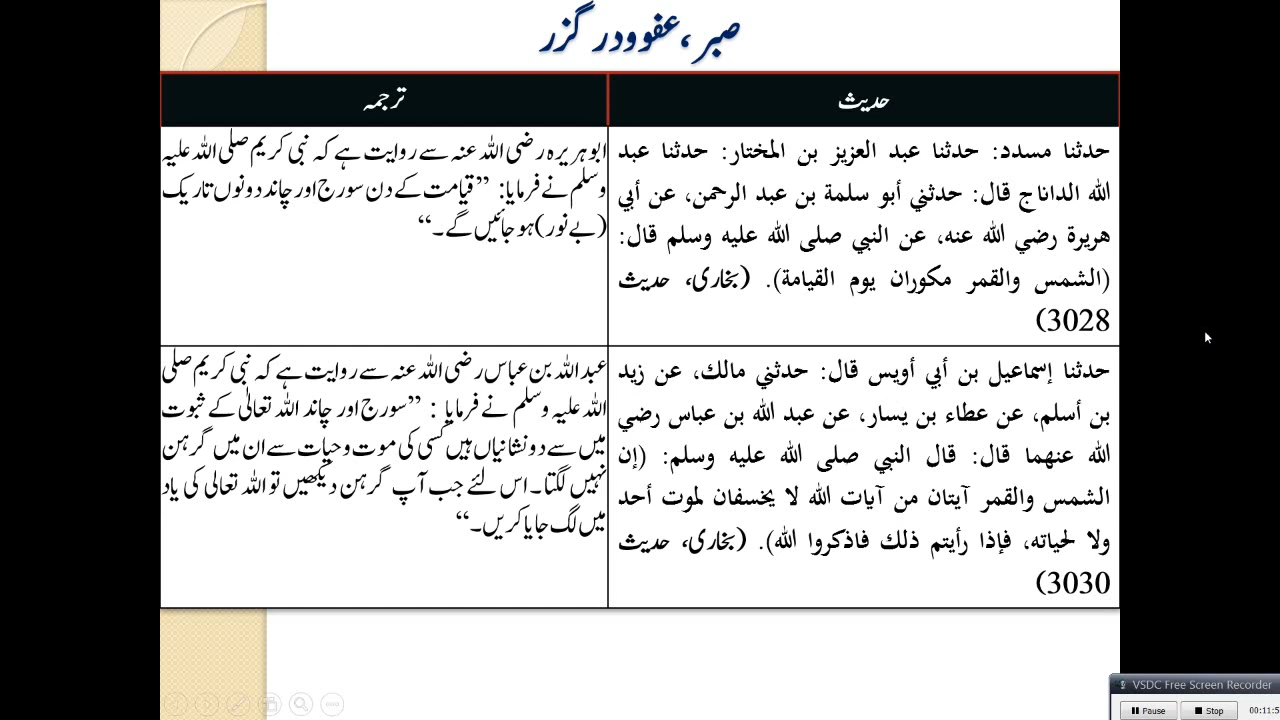 صبر ،عفوودر گزر
حدیث
ترجمہ
حدثنا مسدد: حدثنا عبد العزيز بن المختار: حدثنا عبد
الله الداناج قال: حدثني أبو سلمة بن عبد الرحمن، عن أبي
هريرة رضي الله عنه، عن النبي صلى الله عليه وسلم قال:
(الشمس والقمر مكوران يوم القيامة). (بخاری، حدیث
3028)
ابوہریرہ رضی اللہ عنہ سے روایت ہے کہ نبی کریم صلی اللہ علیہ
وسلم نے فرمایا: ”قیامت کے دن سورج اور چاند دونوں تاریک
(بے نور) ہو جائیں گے۔“
حدثنا إسماعيل بن أبي أويس قال: حدثني مالك، عن زيد
بن أسلم، عن عطاء بن يسار، عن عبد الله بن عباس رضي
الله عنهما قال: قال النبي صلى الله عليه وسلم: (إن
الشمس والقمر آيتان من آيات الله لا يخسفان لموت أحد
ولا لحياته، فإذا رأيتم ذلك فاذكروا الله). (بخاری، حدیث
3030)
عبد اللہ بن عباس رضی اللہ عنہ سے روایت ہے کہ نبی کریم صلی
اللہ علیہ وسلم نے فرمایا : ”سورج اور چاند اللہ تعالیٰ کے ثبوت
میں سے دو نشانیاں ہیں کسی کی موت و حیات سے ان میں گرہن
نہیں لگتا۔ اس لئے جب آپ گرہن دیکھیں تو اللہ تعالی کی یاد
میں لگ جایا کریں۔“
VSDC Free Screen Recorder
Pause Stop 00:11:5